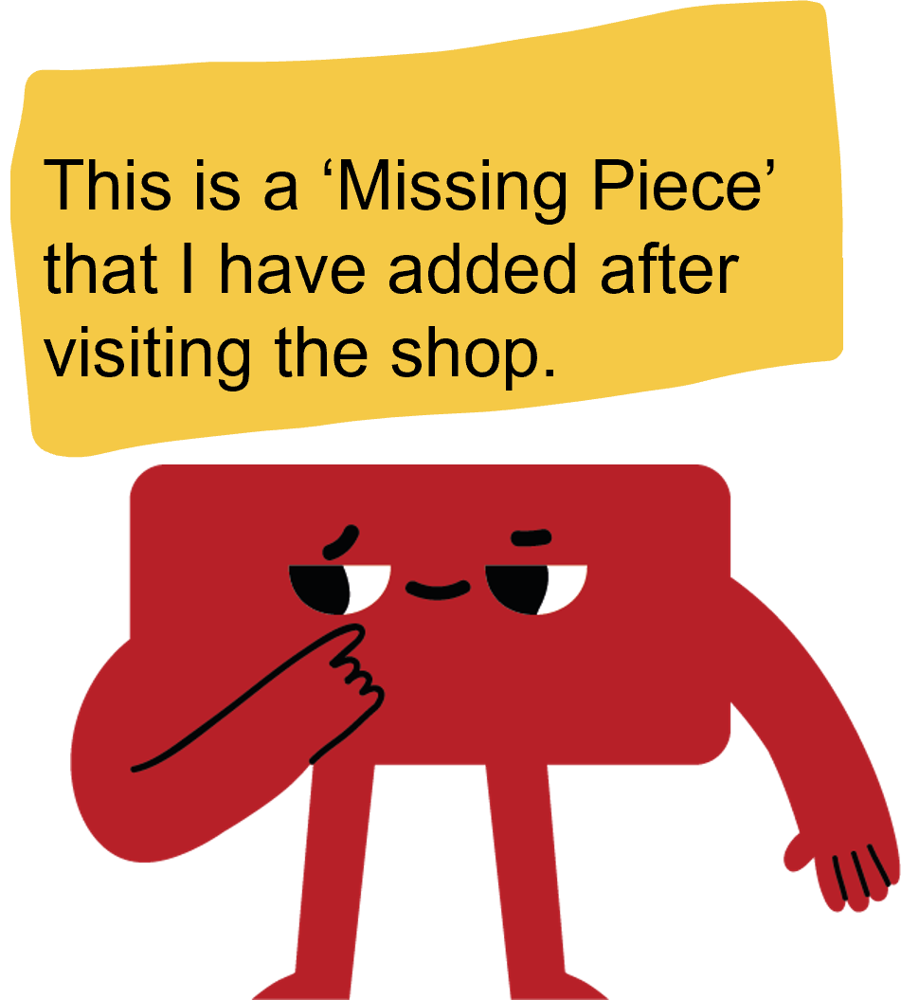 This is a ‘Missing Piece’
that I have added after
visiting the shop.